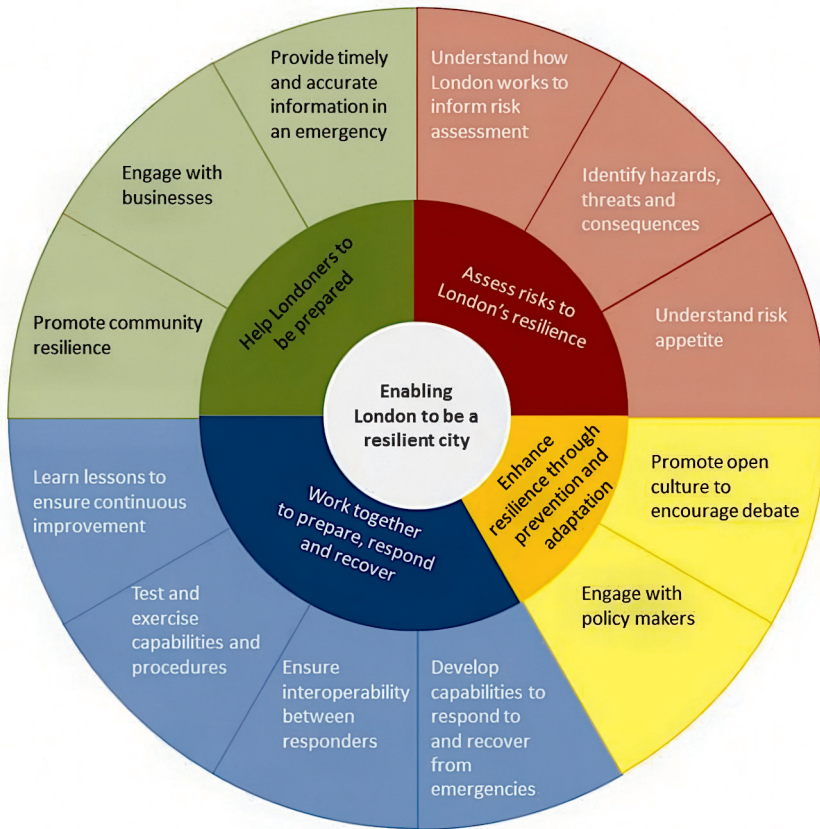 Provide timely
and accurate
information in
an emergency
Understand how
London works to
inform risk
assessment
Engage with
businesses
Identify hazards,
threats and
consequences
Promote community
resilience
Help Londoners to
be prepared
Assess risks to
London's resilience
Understand risk
appetite
Enabling
London to be a
resilient city
Learn lessons to
ensure continuous
improvement
Work together
to prepare, respond
and recover
Enhance
resilience through
prevention and
adaptation
Promote open
culture to
encourage debate
Test and
exercise
capabilities and
procedures
Engage with
policy makers
Ensure
interoperability
between
responders
Develop
capabilities to
respond to
and recover
from
emergencies